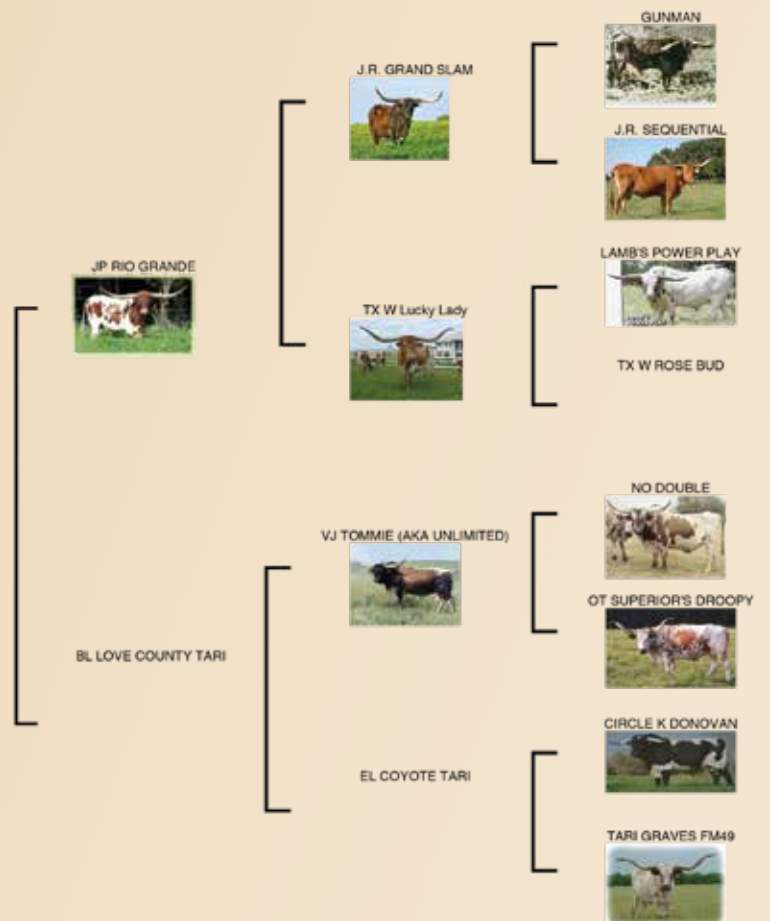 GUNMAN
J.R. GRAND SLAM
J.R. SEQUENTIAL
JP RIO GRANDE
LAMB'S POWER PLAY
TX W Lucky Lady
TX W ROSE BUD
NO DOUBLE
VJ TOMMIE (AKA UNLIMITED)
OT SUPERIOR'S DROOPY
BL LOVE COUNTY TARI
CIRCLE K DONOVAN
EL COYOTE TARI
TARI GRAVES FM49